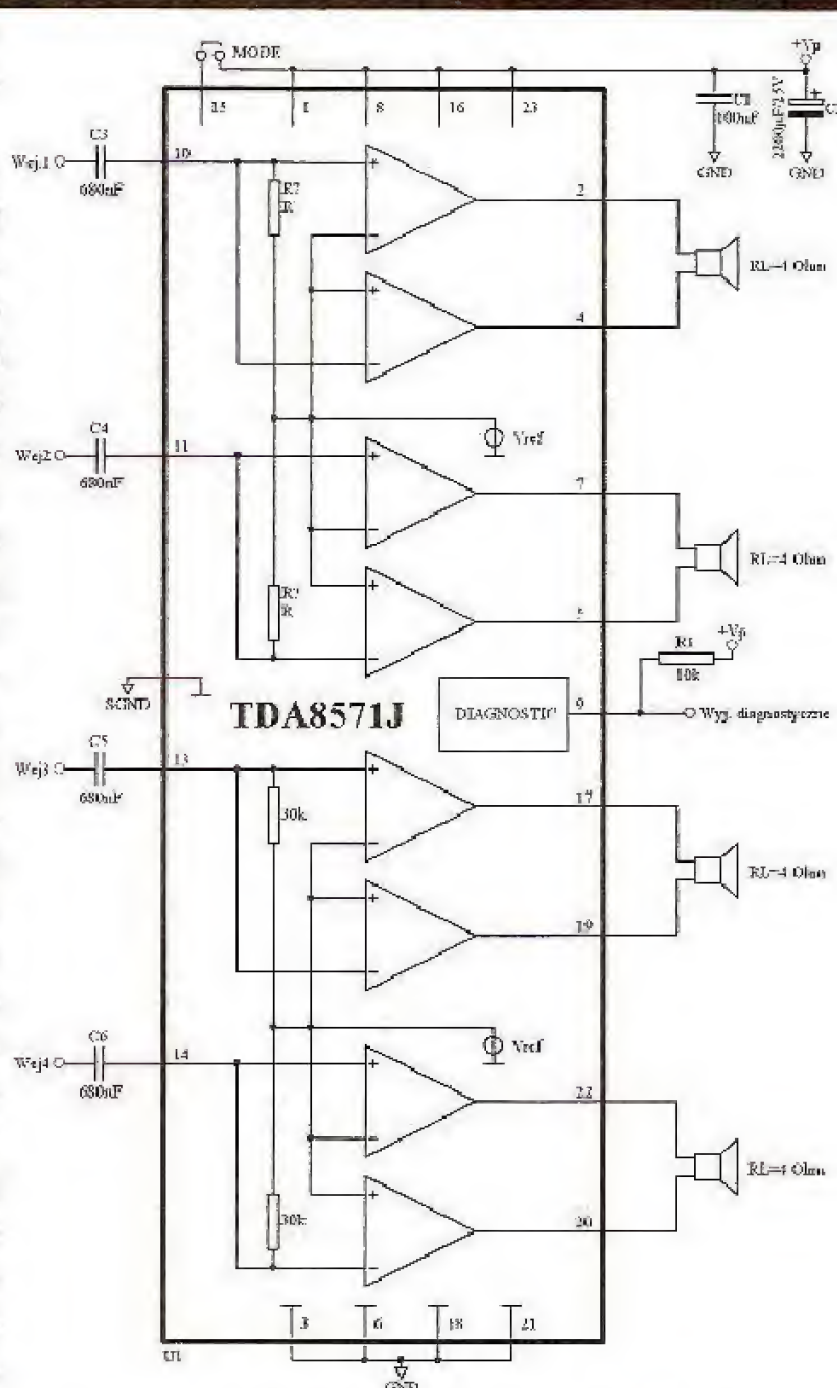 MODE
+Vp
15
1
8
16
23
100nF
2200µF/25V
GND
GND
C3
Wej.1
680nF
10
R?
R
2
4
RL=4 Ohm
Vref
C4
Wej2
680nF
11
R?
R
7
5
RL=4 Ohm
SGND
TDA8571J
DIAGNOSTIC
9
R1
10k
+Vp
Wyj. diagnostyczne
C5
Wej3
680nF
13
30k
17
19
RL=4 Ohm
Vref
C6
Wej4
680nF
14
30k
22
20
RL=4 Ohm
3
6
18
21
U1
GND